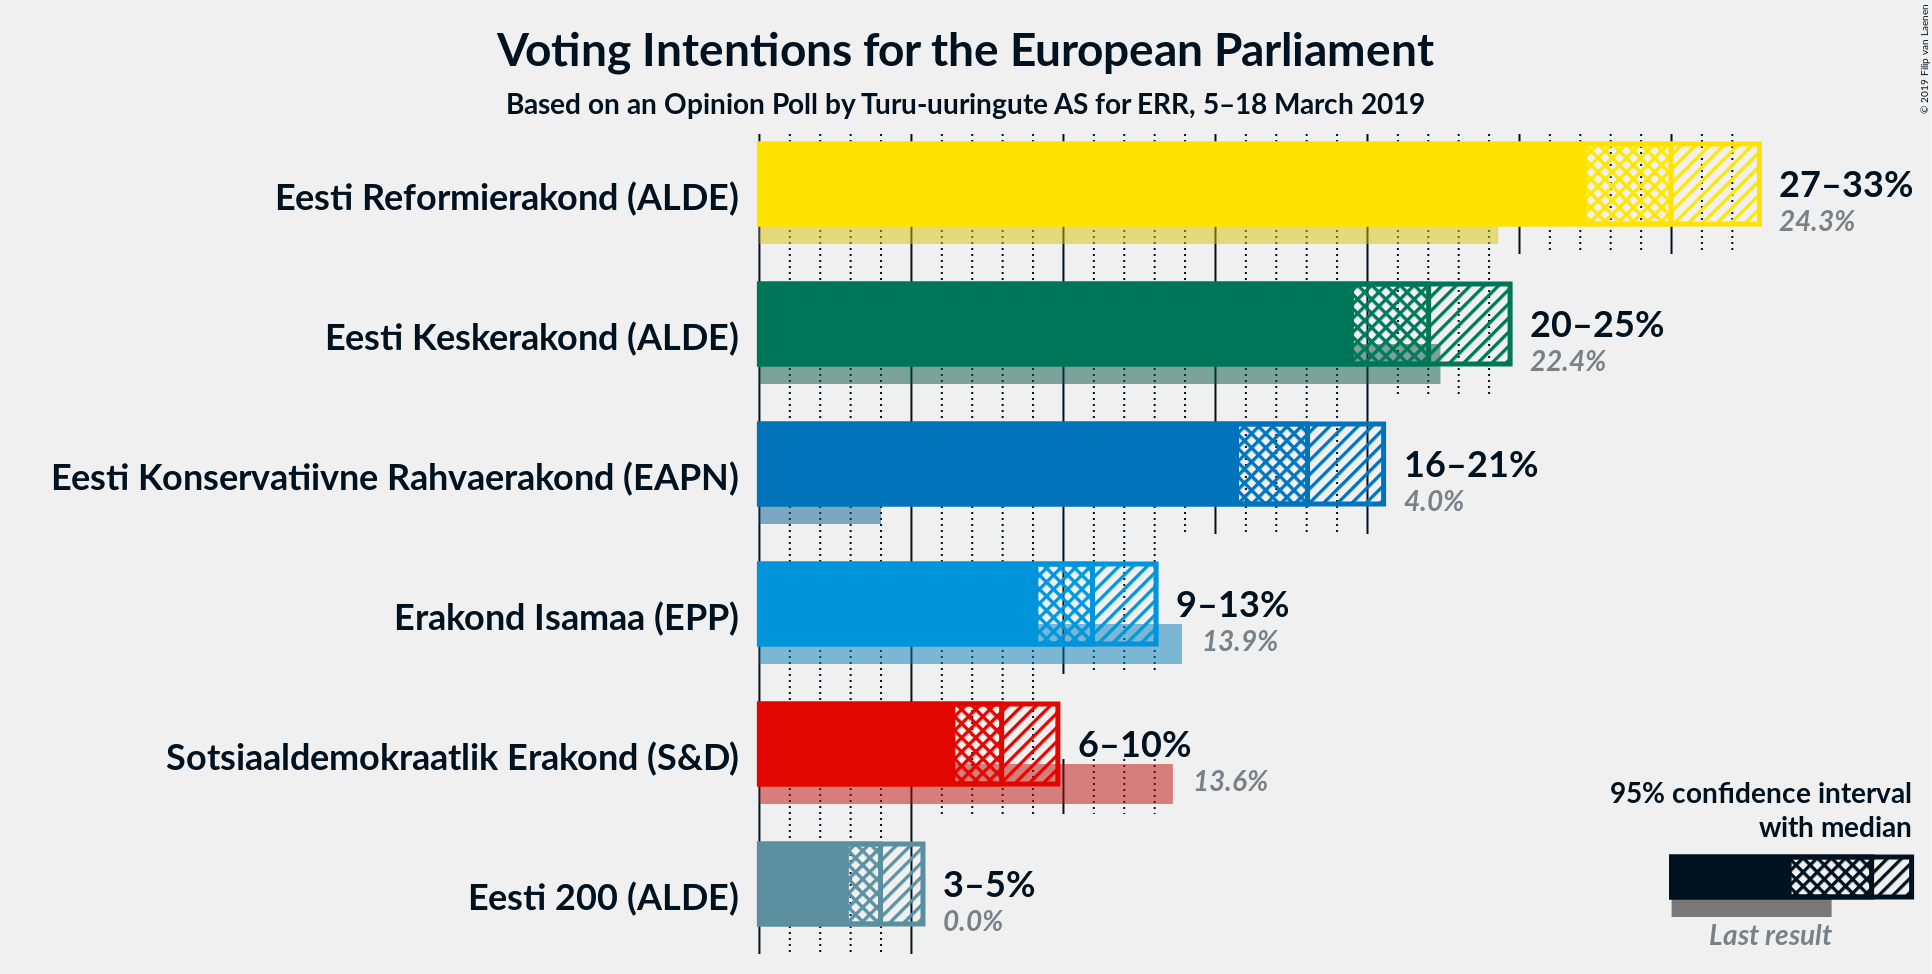 Voting Intentions for the European Parliament
Based on an Opinion Poll by Turu-uuringute AS for ERR, 5–18 March 2019
© 2019 Filip van Laenen
Eesti Reformierakond (ALDE)
27–33%
24.3%
Eesti Keskerakond (ALDE)
20–25%
22.4%
Eesti Konservatiivne Rahvaerakond (EAPN)
16–21%
4.0%
Erakond Isamaa (EPP)
9–13%
13.9%
Sotsiaaldemokraatlik Erakond (S&D)
6–10%
13.6%
Eesti 200 (ALDE)
3–5%
0.0%
95% confidence interval
with median
Last result